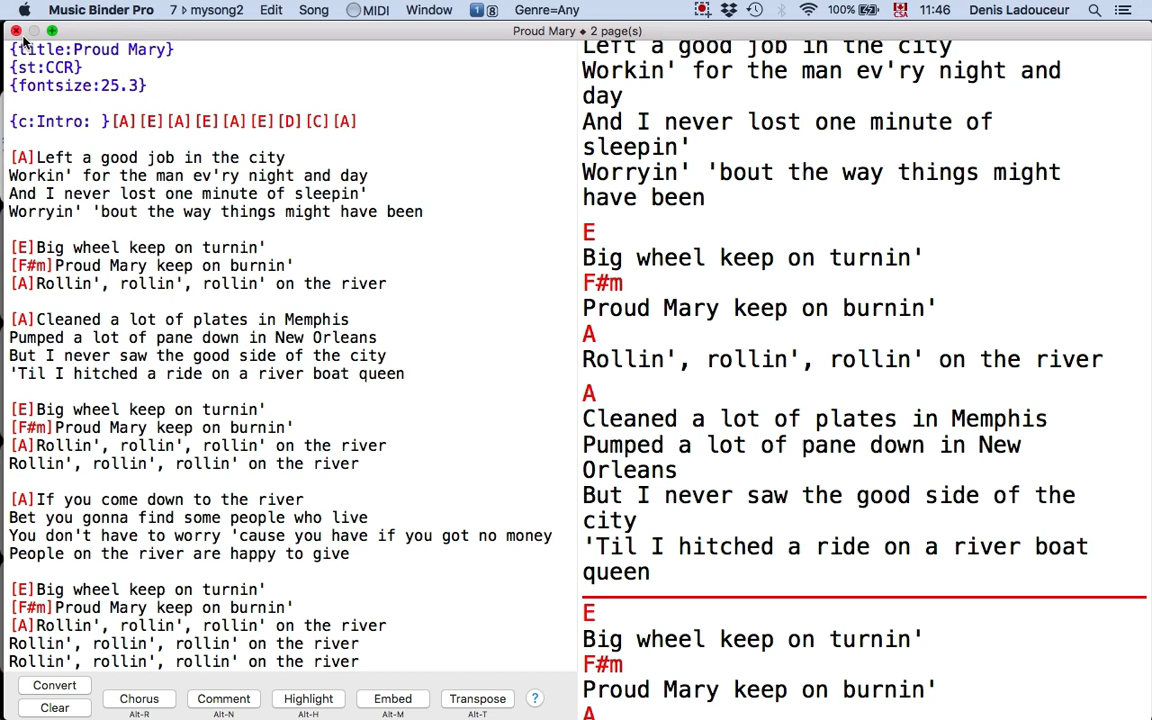 Music Binder Pro 7 › mysong2 Edit Song MIDI Window 1 8 Genre=Any 100% CSA 11:46 Denis Ladouceur
Proud Mary ◆ 2 page(s)
{title:Proud Mary}
{st:CCR}
{fontsize:25.3}
{c:Intro: }[A][E][A][E][A][E][D][C][A]
[A]Left a good job in the city
Workin' for the man ev'ry night and day
And I never lost one minute of sleepin'
Worryin' 'bout the way things might have been
[E]Big wheel keep on turnin'
[F#m]Proud Mary keep on burnin'
[A]Rollin', rollin', rollin' on the river
[A]Cleaned a lot of plates in Memphis
Pumped a lot of pane down in New Orleans
But I never saw the good side of the city
'Til I hitched a ride on a river boat queen
[E]Big wheel keep on turnin'
[F#m]Proud Mary keep on burnin'
[A]Rollin', rollin', rollin' on the river
Rollin', rollin', rollin' on the river
[A]If you come down to the river
Bet you gonna find some people who live
You don't have to worry 'cause you have if you got no money
People on the river are happy to give
[E]Big wheel keep on turnin'
[F#m]Proud Mary keep on burnin'
[A]Rollin', rollin', rollin' on the river
Rollin', rollin', rollin' on the river
Rollin', rollin', rollin' on the river
Convert
Clear
Chorus Comment Highlight Embed Transpose ?
Alt-R Alt-N Alt-H Alt-M Alt-T
Left a good job in the city
Workin' for the man ev'ry night and
day
And I never lost one minute of
sleepin'
Worryin' 'bout the way things might
have been
E
Big wheel keep on turnin'
F#m
Proud Mary keep on burnin'
A
Rollin', rollin', rollin' on the river
A
Cleaned a lot of plates in Memphis
Pumped a lot of pane down in New
Orleans
But I never saw the good side of the
city
'Til I hitched a ride on a river boat
queen
E
Big wheel keep on turnin'
F#m
Proud Mary keep on burnin'
A